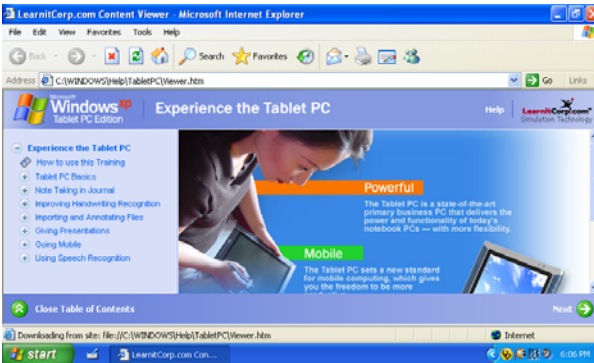 LearnitCorp.com Content Viewer - Microsoft Internet Explorer
File Edit View Favorites Tools Help
Back Search Favorites
Address C:\WINDOWS\Help\TabletPC\Viewer.htm Go Links
Microsoft
Windows xp
Tablet PC Edition
Experience the Tablet PC
Help
LearnitCorp.com
Simulation Technology
Experience the Tablet PC
How to use this Training
Tablet PC Basics
Note Taking in Journal
Improving Handwriting Recognition
Importing and Annotating Files
Giving Presentations
Going Mobile
Using Speech Recognition
Powerful
The Tablet PC is a state-of-the-art
primary business PC that delivers the
power and functionality of today's
notebook PCs — with more flexibility.
Mobile
The Tablet PC sets a new standard
for mobile computing, which gives
you the freedom to be more
Close Table of Contents
Next
Downloading from site: file://C:\WINDOWS\Help\TabletPC\Viewer.htm Internet
start LearnitCorp.com Con... 6:06 PM